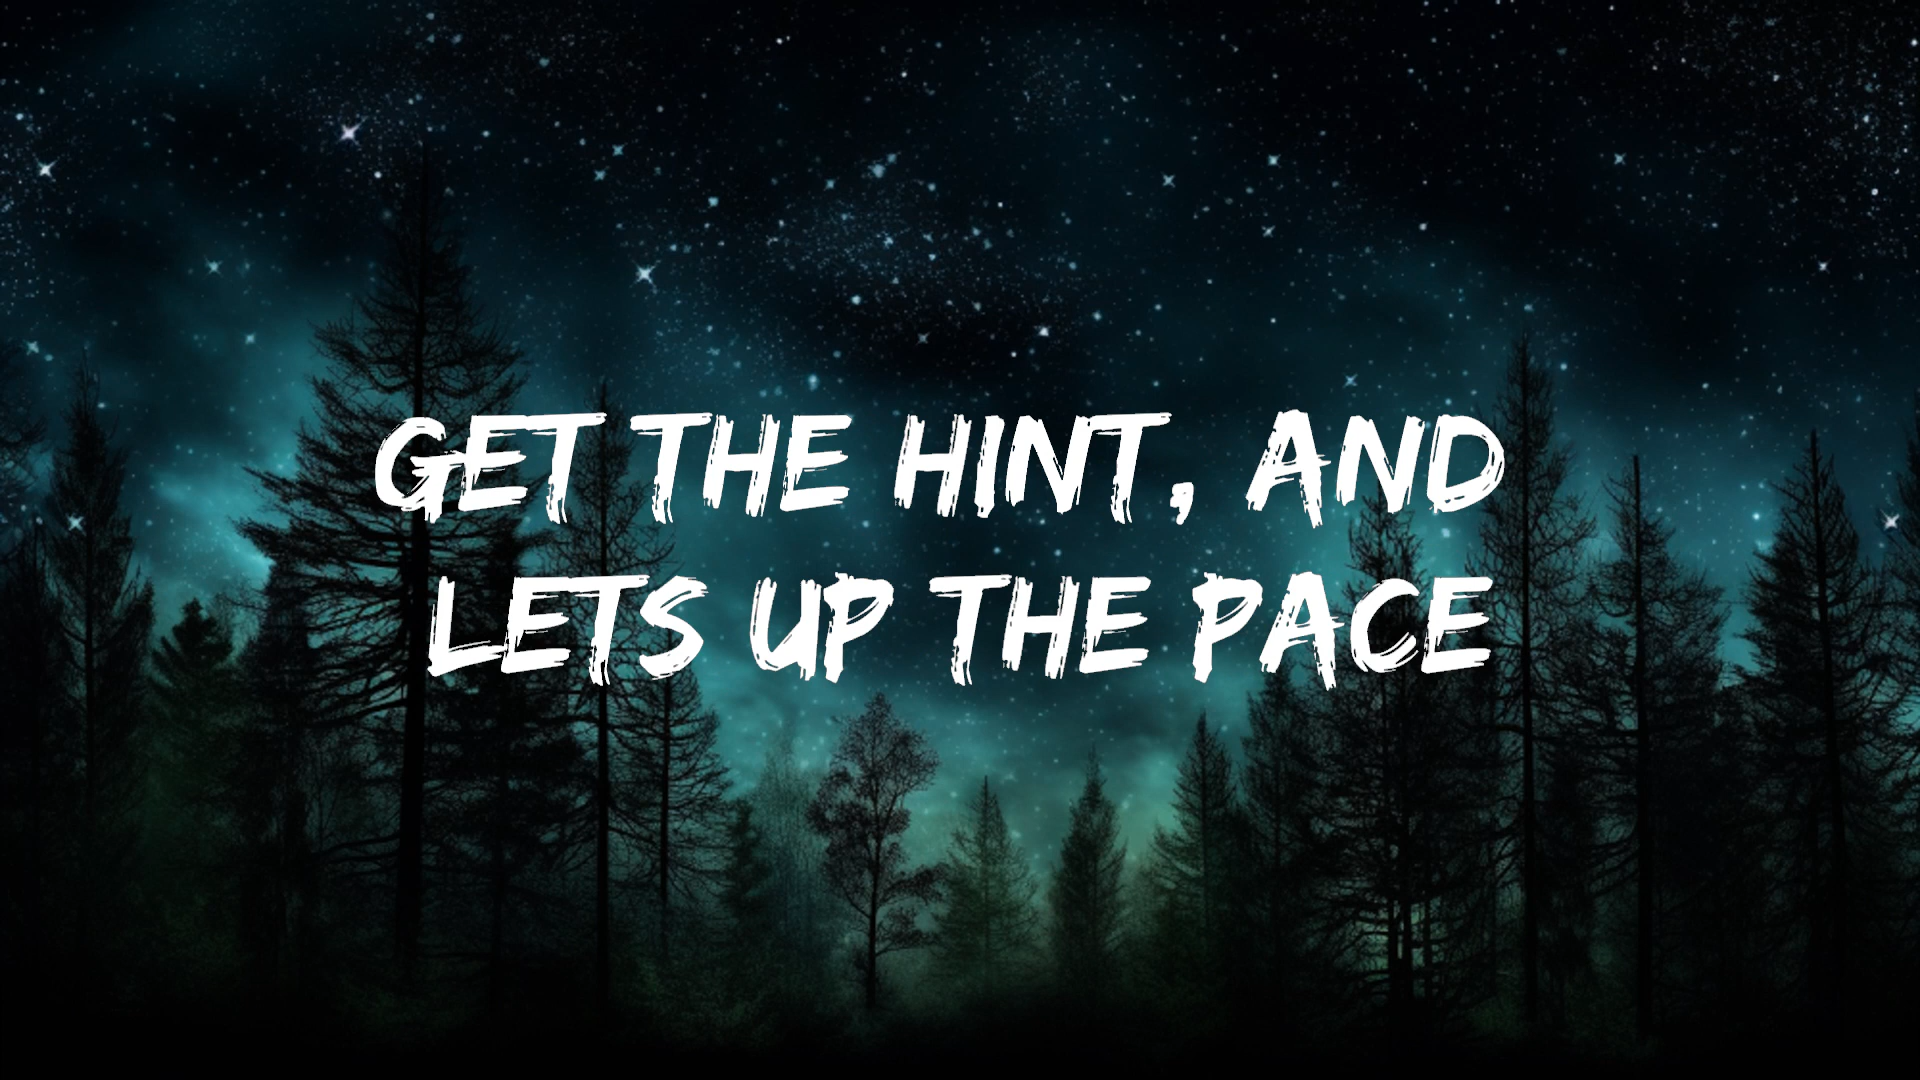 GET THE HINT, AND
LETS UP THE PACE